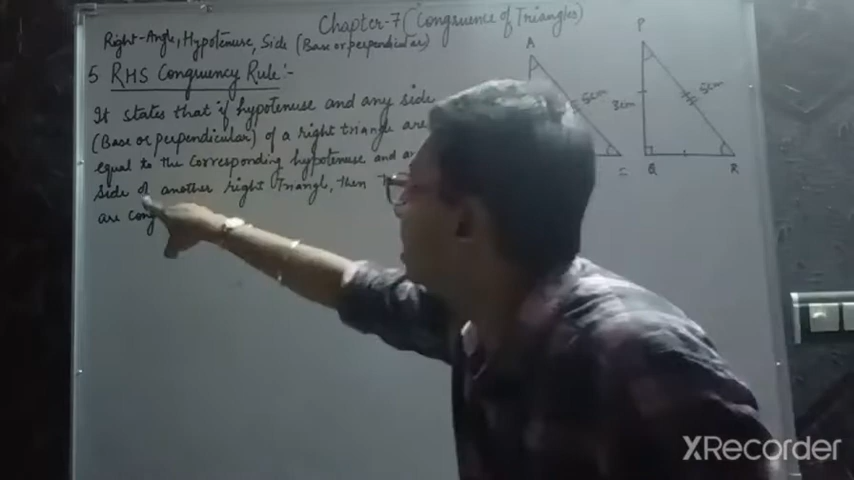 Chapter-7 (Congruence of Triangles)
Right-Angle, Hypotenuse, Side (Base or perpendicular)
5 RHS Congruency Rule:-
It states that if hypotenuse and any side
(Base or perpendicular) of a right triangle are
equal to the corresponding hypotenuse and
side of another right Triangl, then
are cong
A
5cm
P
3cm
5cm
Q
R
XRecorder